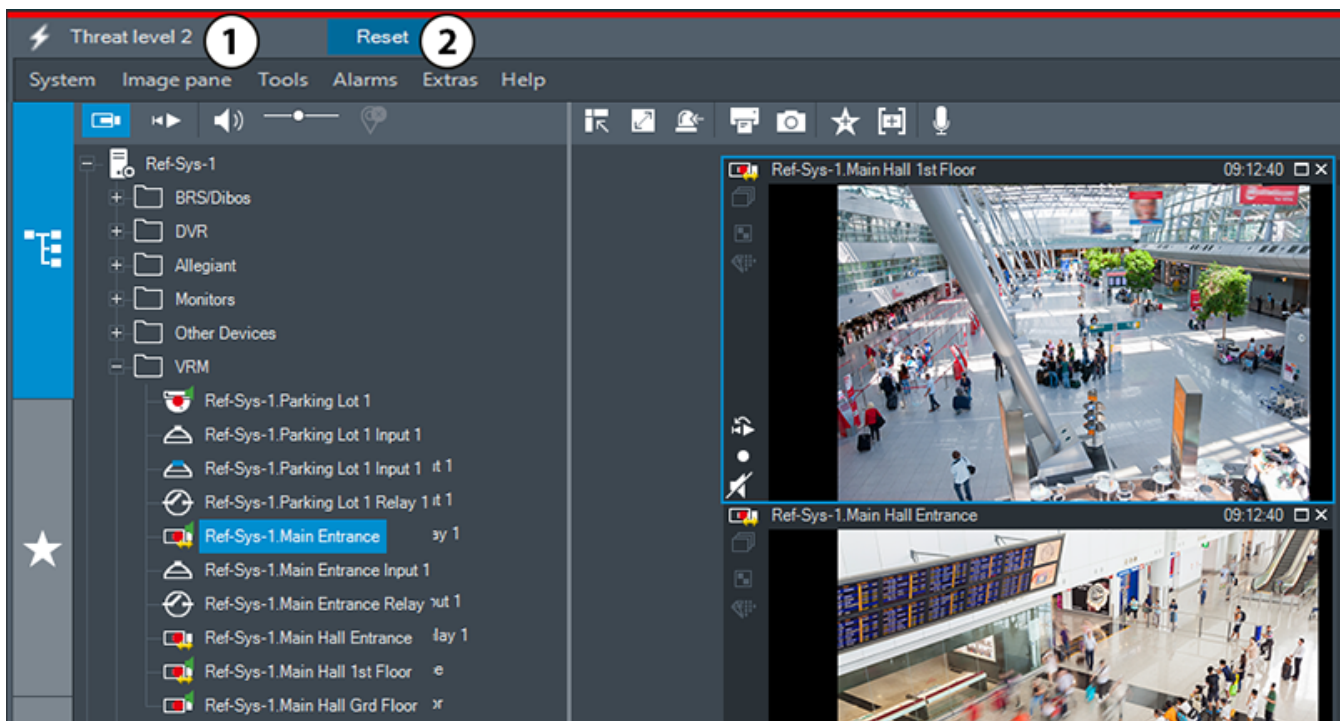 Threat level 2 1 Reset 2
System Image pane Tools Alarms Extras Help
Ref-Sys-1
BRS/Dibos
DVR
Allegiant
Monitors
Other Devices
VRM
Ref-Sys-1.Parking Lot 1
Ref-Sys-1.Parking Lot 1 Input 1
Ref-Sys-1.Parking Lot 1 Input 1
Ref-Sys-1.Parking Lot 1 Relay 1
Ref-Sys-1.Main Entrance
Ref-Sys-1.Main Entrance Input 1
Ref-Sys-1.Main Entrance Relay
Ref-Sys-1.Main Hall Entrance
Ref-Sys-1.Main Hall 1st Floor
Ref-Sys-1.Main Hall Grd Floor
Ref-Sys-1.Main Hall 1st Floor 09:12:40
Ref-Sys-1.Main Hall Entrance 09:12:40